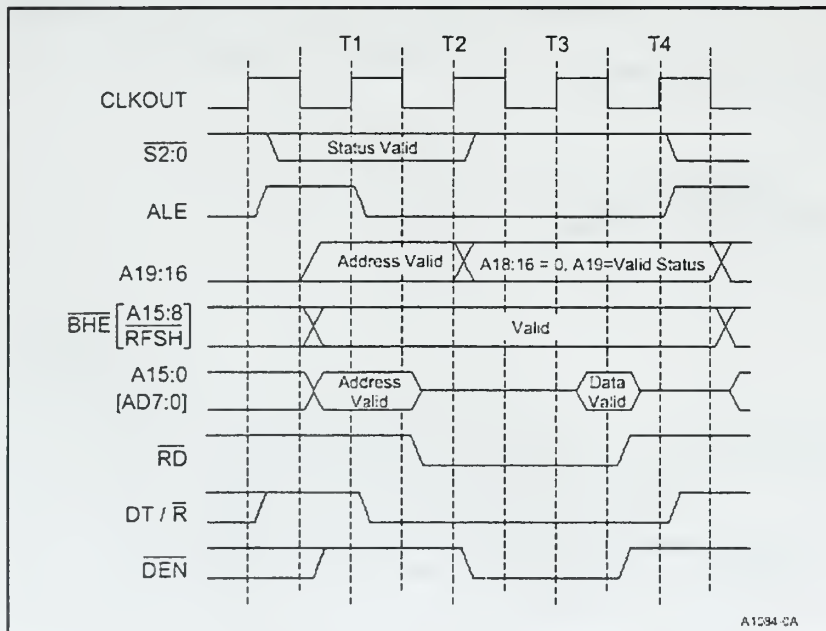 T1 T2 T3 T4
CLKOUT
S2:0
Status Valid
ALE
A19:16
Address Valid
A18:16 = 0, A19=Valid Status
BHE [A15:8
RFSH]
Valid
A15:0
[AD7:0]
Address
Valid
Data
Valid
RD
DT / R
DEN
A1084-0A